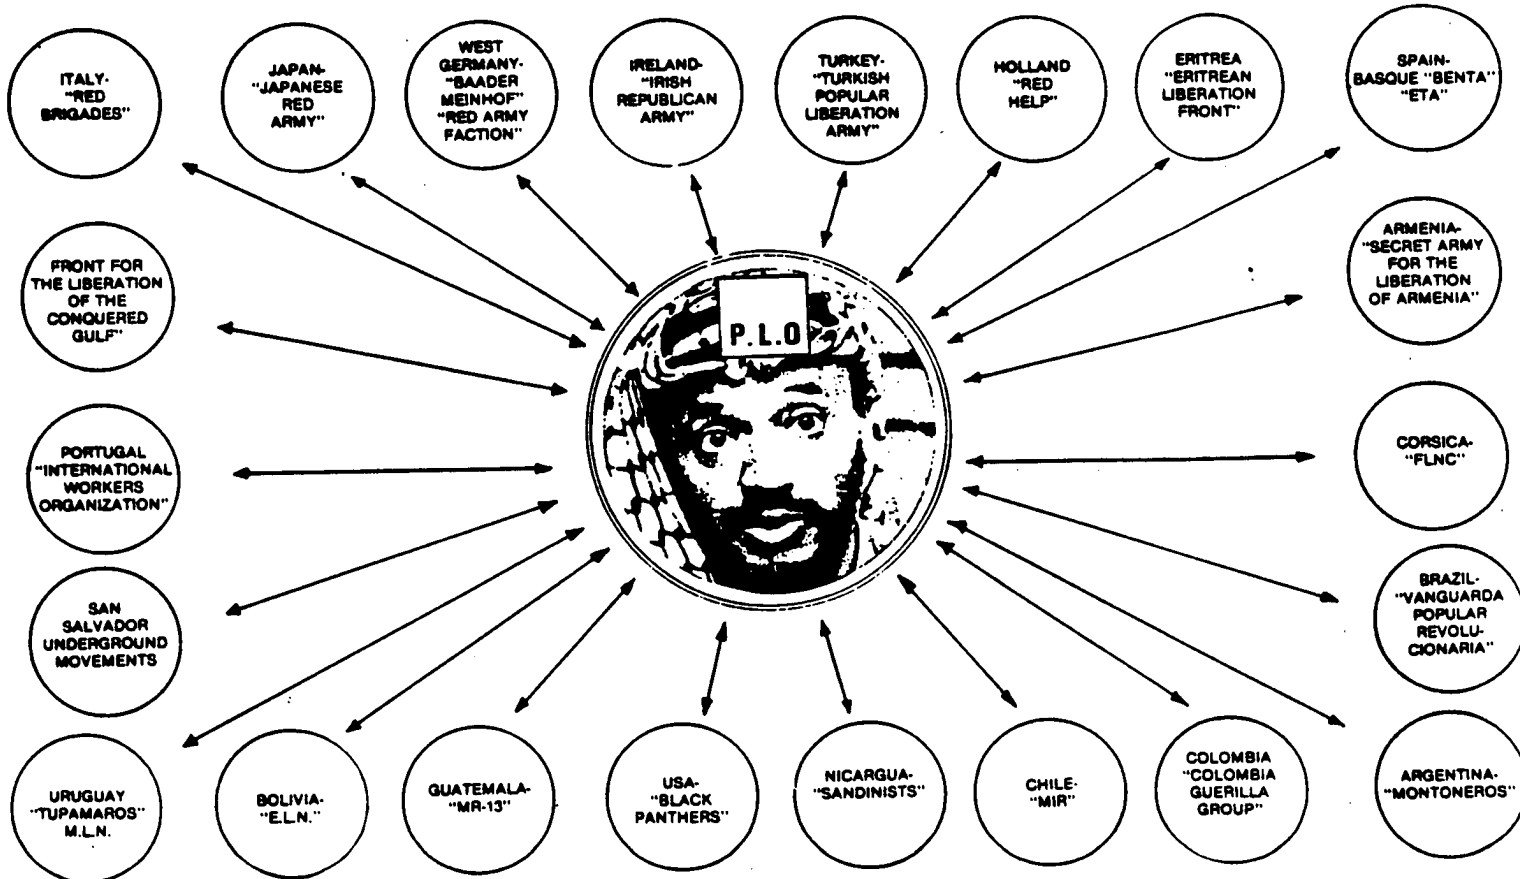 ITALY-
"RED
BRIGADES"
JAPAN-
"JAPANESE
RED
ARMY"
WEST
GERMANY-
"BAADER
MEINHOF"
"RED ARMY
FACTION"
IRELAND-
"IRISH
REPUBLICAN
ARMY"
TURKEY-
"TURKISH
POPULAR
LIBERATION
ARMY"
HOLLAND
"RED
HELP"
ERITREA
"ERITREAN
LIBERATION
FRONT"
SPAIN-
BASQUE "BENTA"
"ETA"
FRONT FOR
THE LIBERATION
OF THE
CONQUERED
GULF"
P.L.O
ARMENIA-
"SECRET ARMY
FOR THE
LIBERATION
OF ARMENIA"
PORTUGAL
"INTERNATIONAL
WORKERS
ORGANIZATION"
CORSICA-
"FLNC"
SAN
SALVADOR
UNDERGROUND
MOVEMENTS
BRAZIL-
"VANGUARDA
POPULAR
REVOLU-
CIONARIA"
URUGUAY
"TUPAMAROS"
M.L.N.
BOLIVIA-
"E.L.N."
GUATEMALA-
"MR-13"
USA-
"BLACK
PANTHERS"
NICARGUA-
"SANDINISTS"
CHILE-
"MIR"
COLOMBIA
"COLOMBIA
GUERILLA
GROUP"
ARGENTINA-
"MONTONEROS"